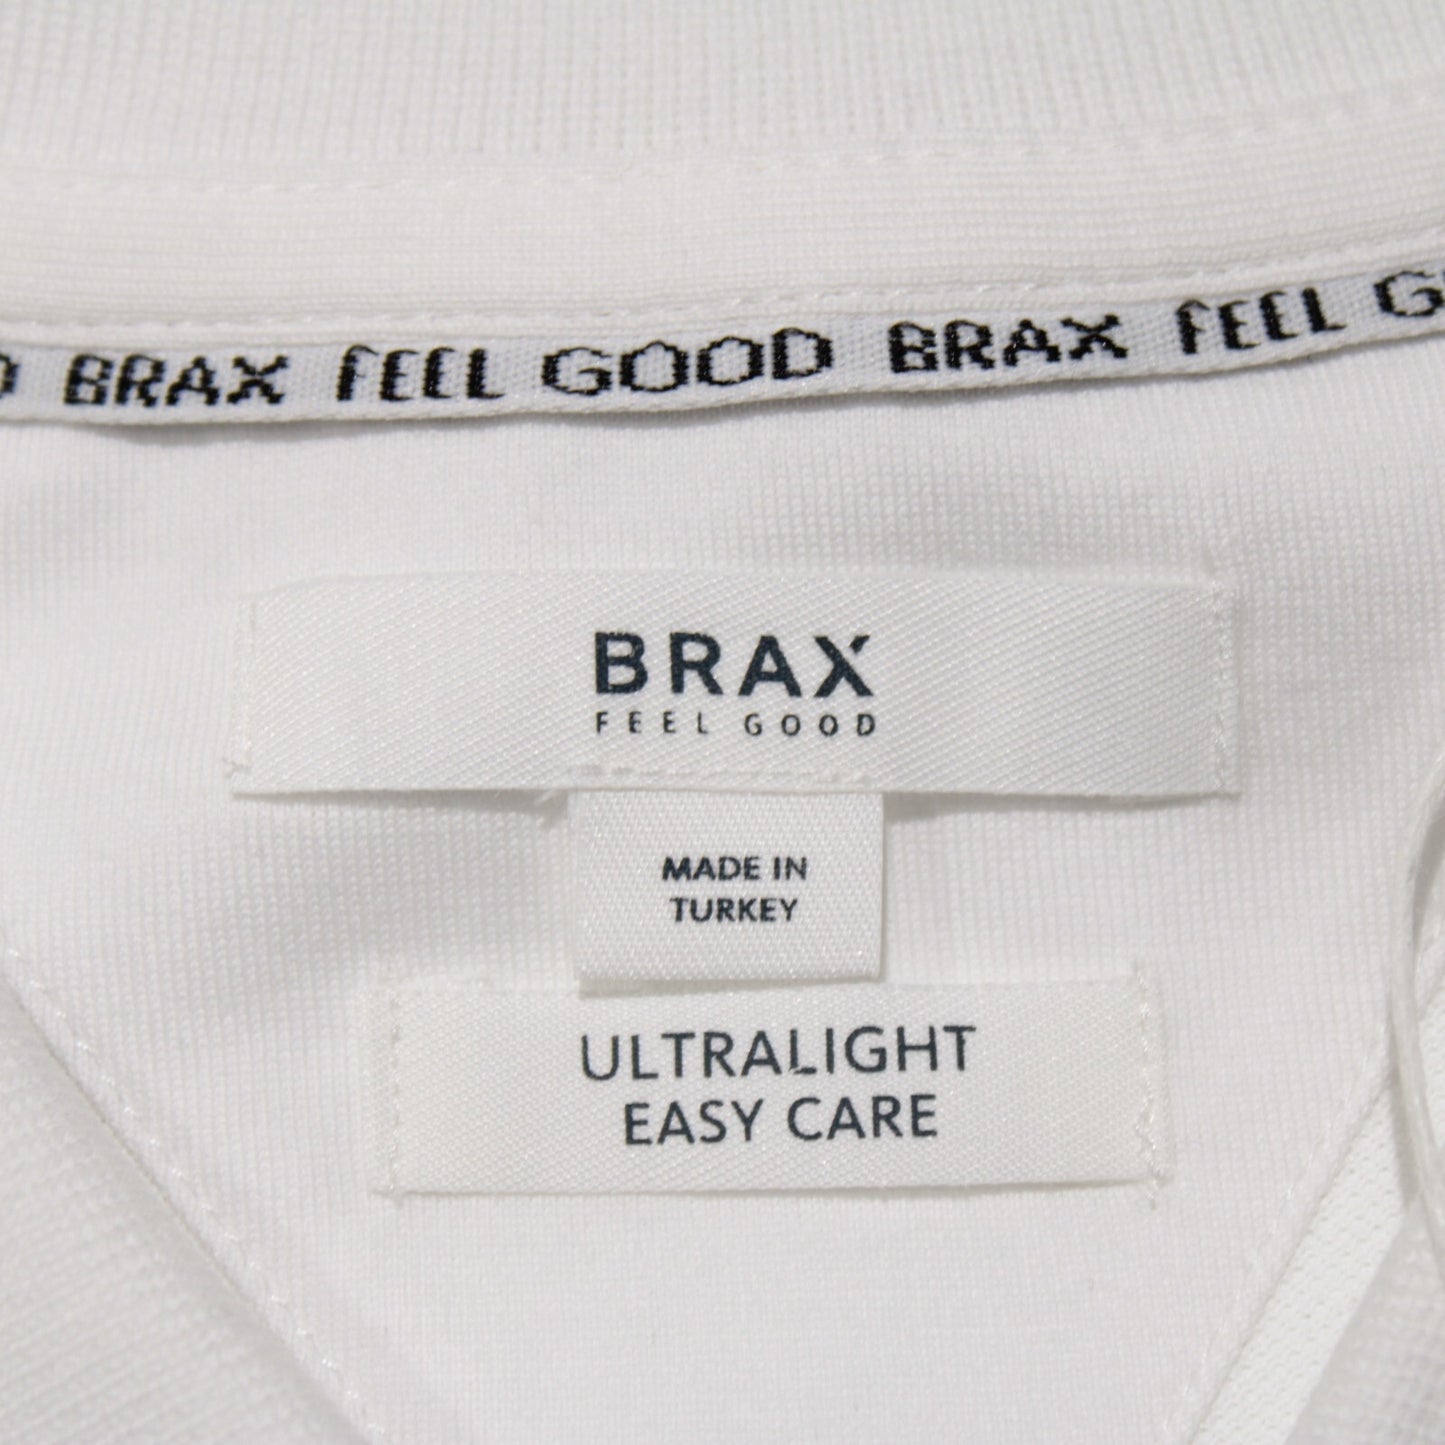 BRAX FEEL GOOD BRAX FEEL
BRAX
FEEL GOOD
MADE IN
TURKEY
ULTRALIGHT
EASY CARE